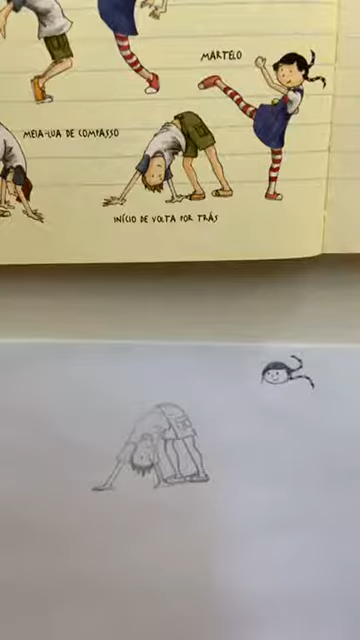 MARTELO
MEIA-LUA DE COMPASSO
INÍCIO DE VOLTA POR TRÁS